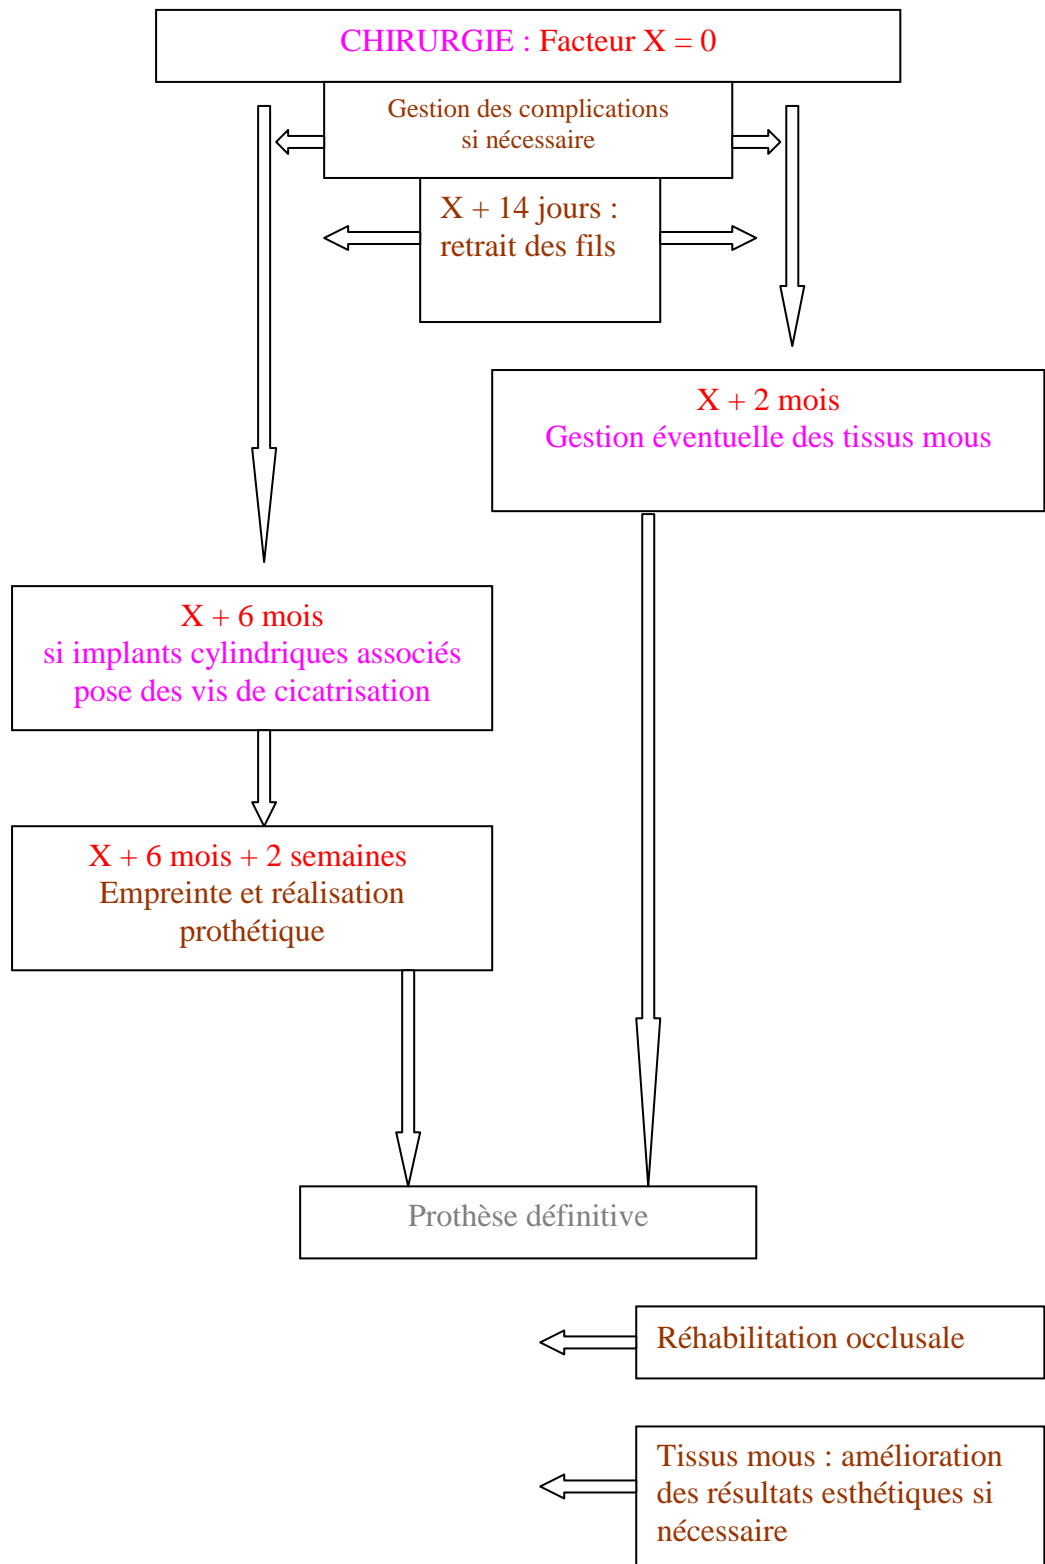 CHIRURGIE : Facteur X = 0
Gestion des complications
si nécessaire
X + 14 jours :
retrait des fils
X + 2 mois
Gestion éventuelle des tissus mous
X + 6 mois
si implants cylindriques associés
pose des vis de cicatrisation
X + 6 mois + 2 semaines
Empreinte et réalisation
prothétique
Prothèse définitive
Réhabilitation occlusale
Tissus mous : amélioration
des résultats esthétiques si
nécessaire